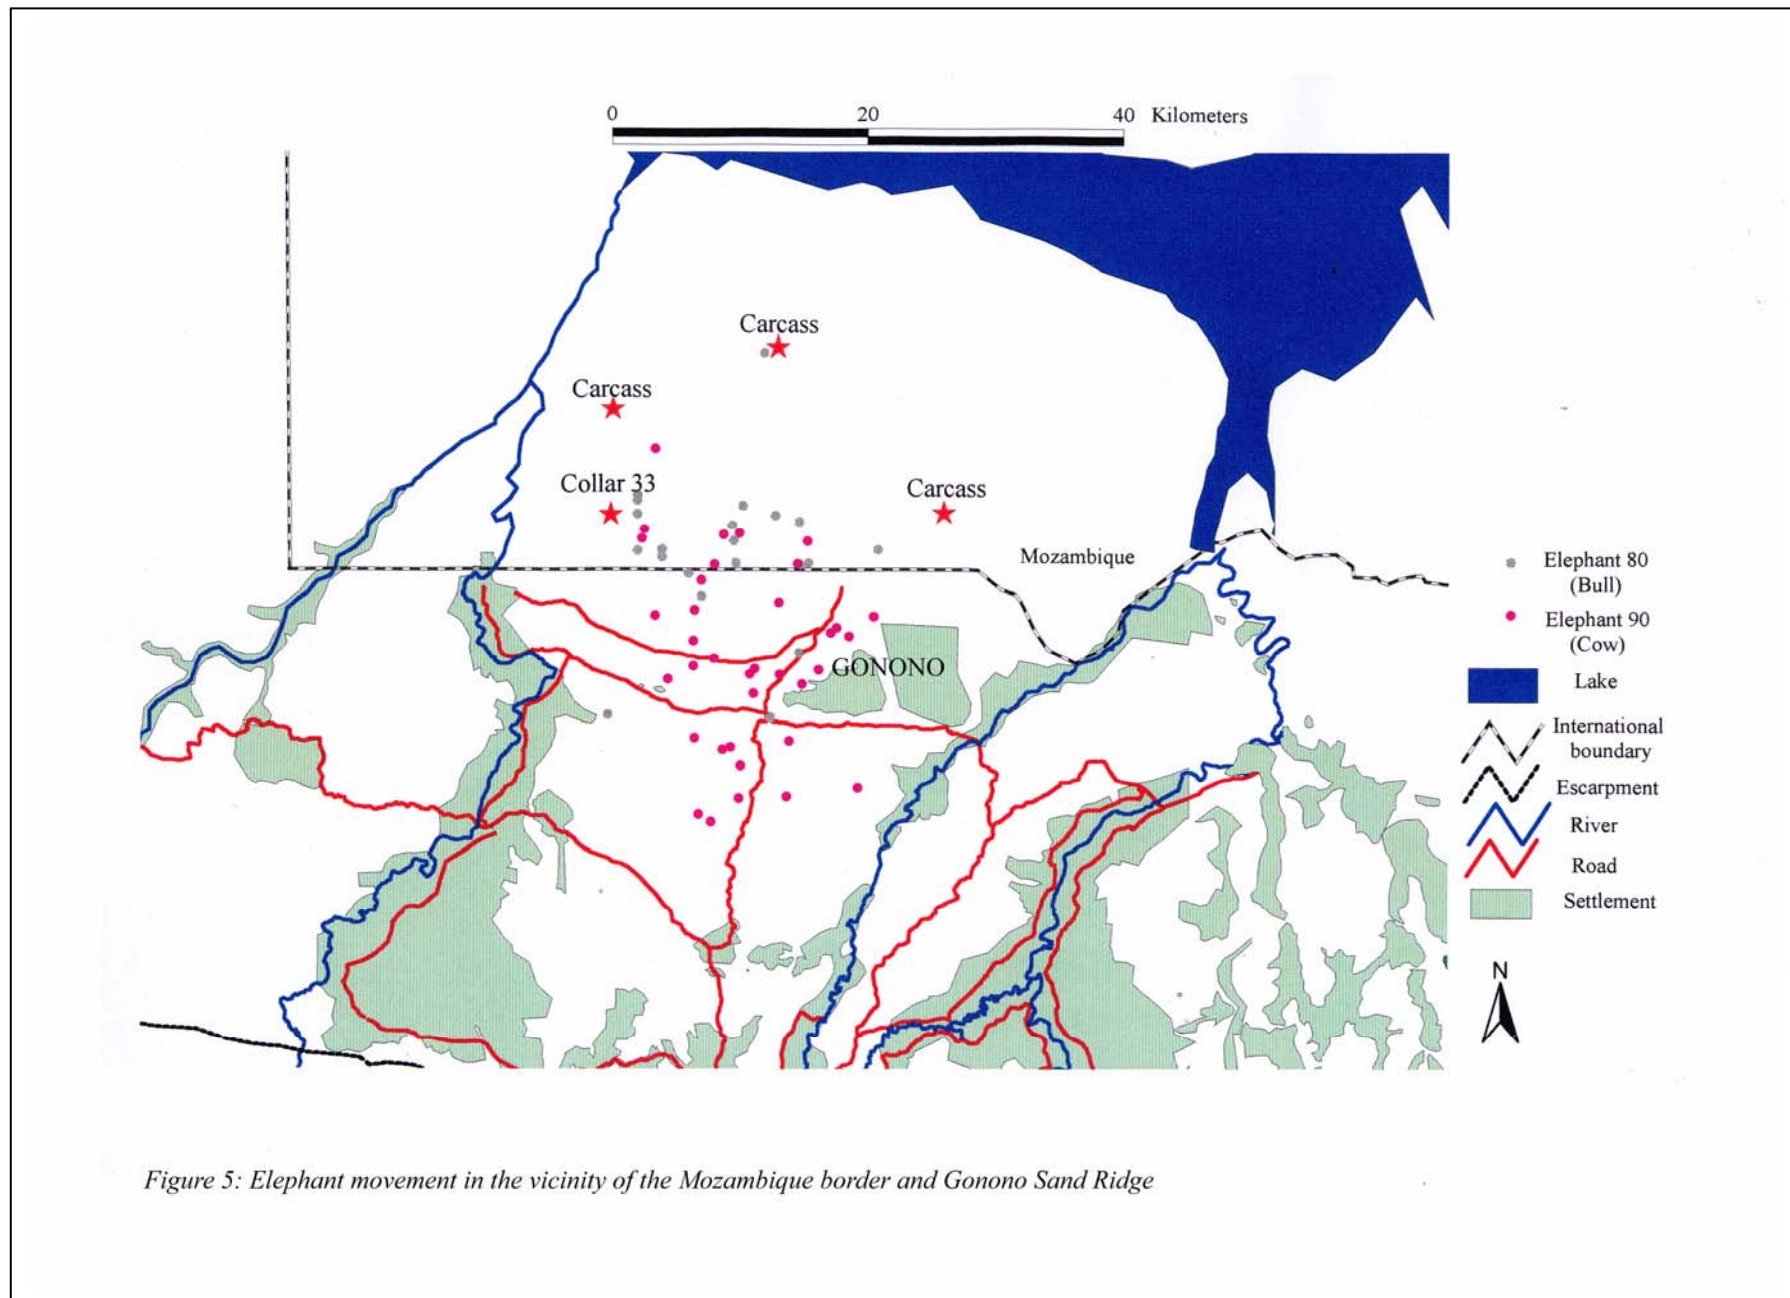 0 20 40 Kilometers
Carcass
Carcass
Collar 33
Carcass
Mozambique
GONONO
Elephant 80
(Bull)
Elephant 90
(Cow)
Lake
International
boundary
Escarpment
River
Road
Settlement
N
Figure 5: Elephant movement in the vicinity of the Mozambique border and Gonono Sand Ridge